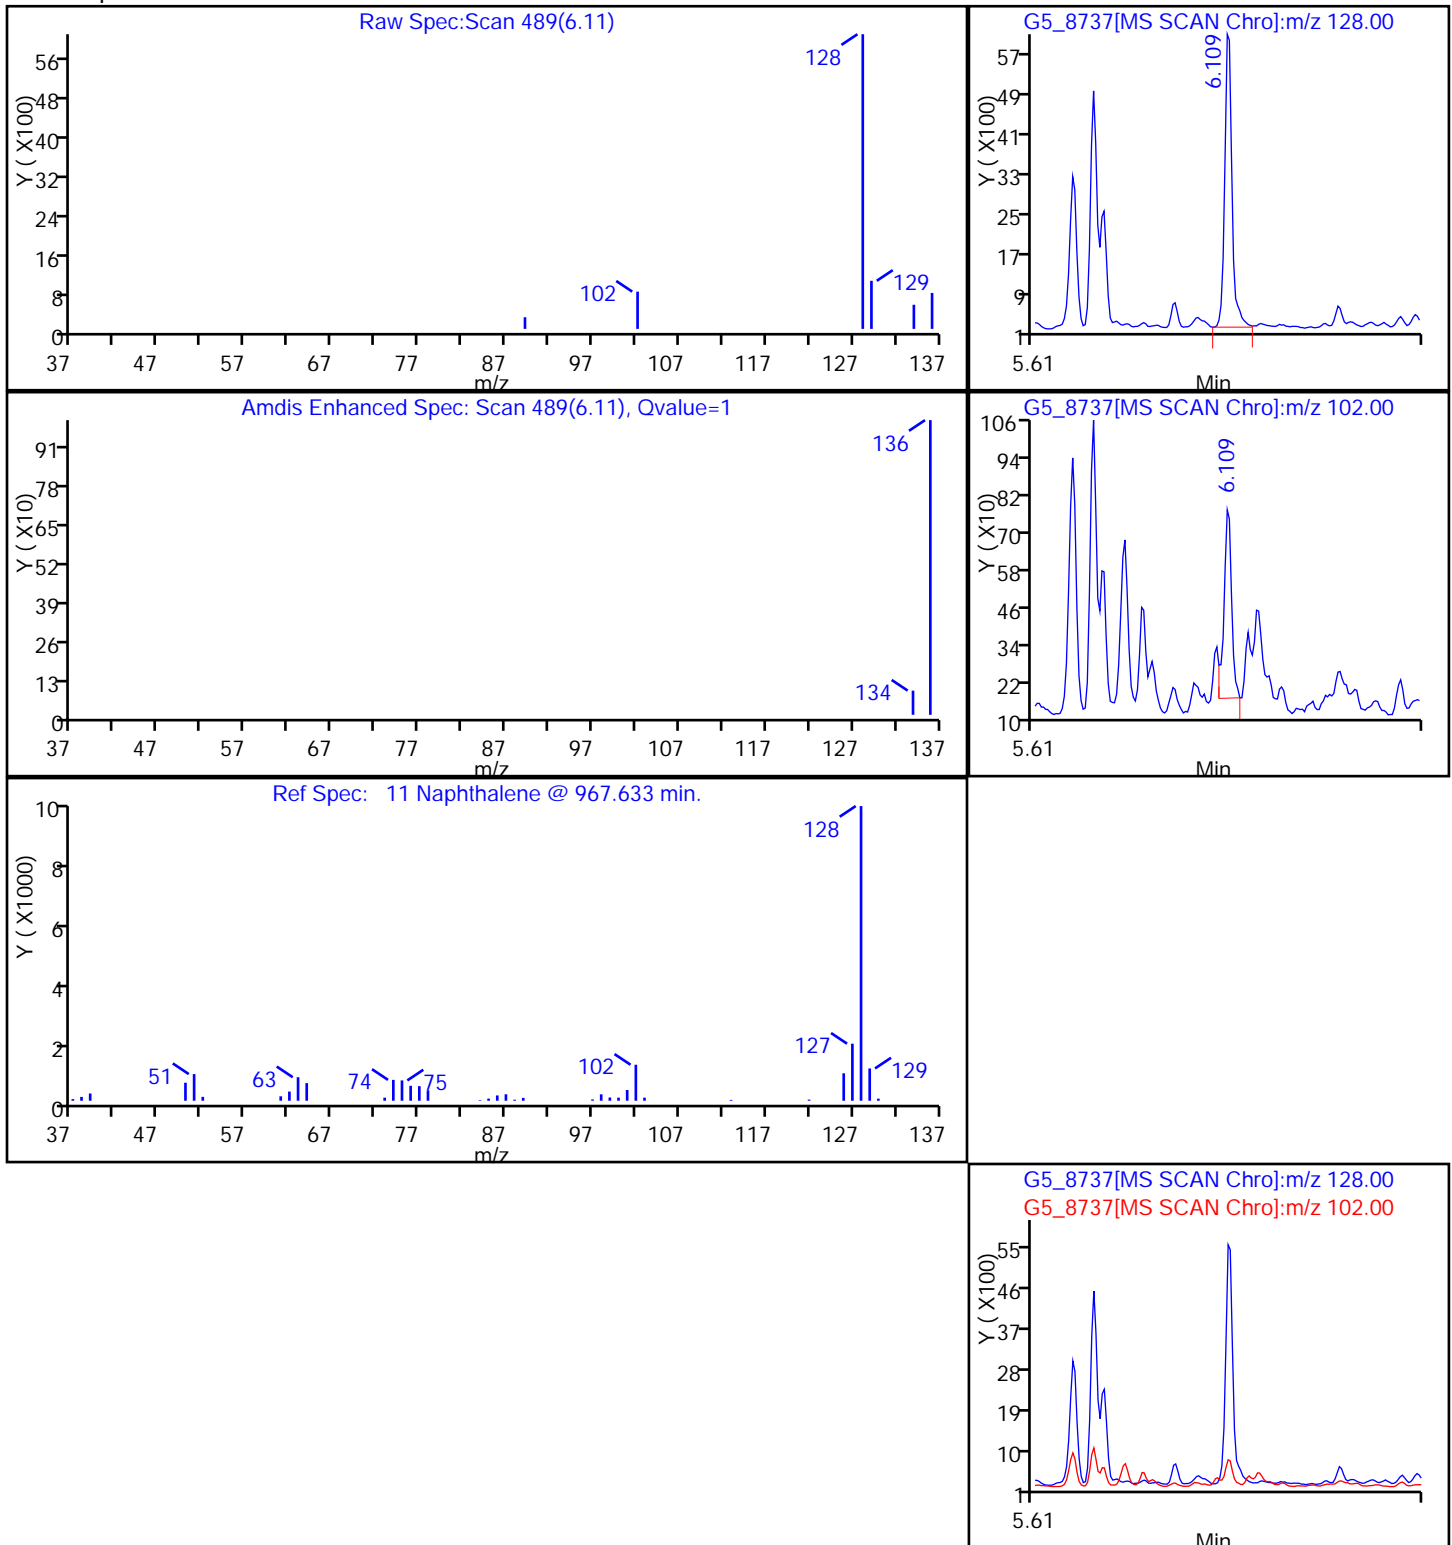 Raw Spec:Scan 489(6.11)
Y ( X100)
56
48
40
32
24
16
8
0
128
102
129
37 47 57 67 77 87 97 107 117 127 137
m/z
G5_8737[MS SCAN Chro]:m/z 128.00
Y ( X100)
57
49
41
33
25
17
9
1
6.109
5.61
Min
Amdis Enhanced Spec: Scan 489(6.11), Qvalue=1
Y ( X10)
91
78
65
52
39
26
13
0
136
134
37 47 57 67 77 87 97 107 117 127 137
m/z
G5_8737[MS SCAN Chro]:m/z 102.00
Y ( X10)
106
94
82
70
58
46
34
22
10
6.109
5.61
Min
Ref Spec: 11 Naphthalene @ 967.633 min.
Y ( X1000)
10
8
6
4
2
0
128
127
129
102
51
63
74
75
37 47 57 67 77 87 97 107 117 127 137
m/z
G5_8737[MS SCAN Chro]:m/z 128.00
G5_8737[MS SCAN Chro]:m/z 102.00
Y ( X100)
55
46
37
28
19
10
1
5.61
Min